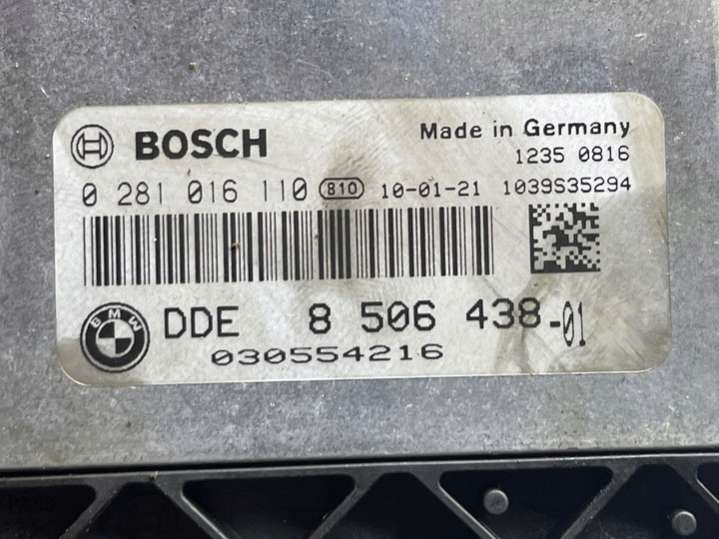 BOSCH
Made in Germany
1235 0816
0 281 016 110 810 10-01-21 1039S35294
BMW DDE 8 506 438-01
030554216